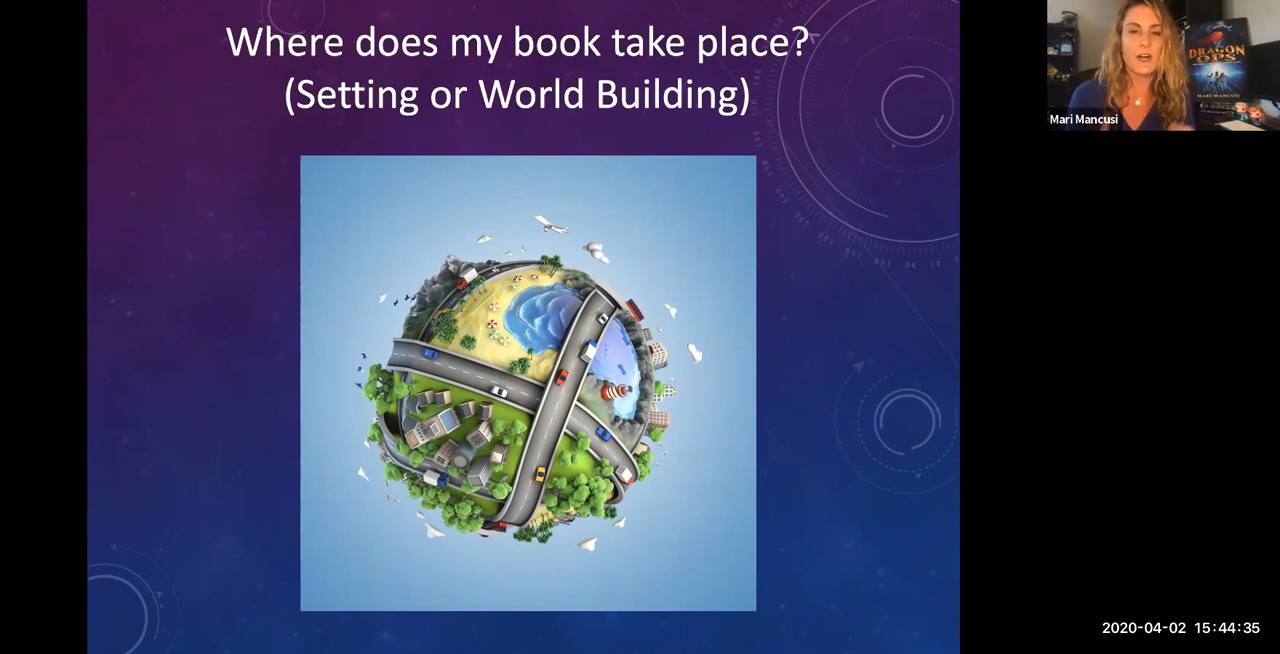 Where does my book take place?
(Setting or World Building)
DRAGON
OPS
MARI MANCUSI
Mari Mancusi
2020-04-02 15:44:35